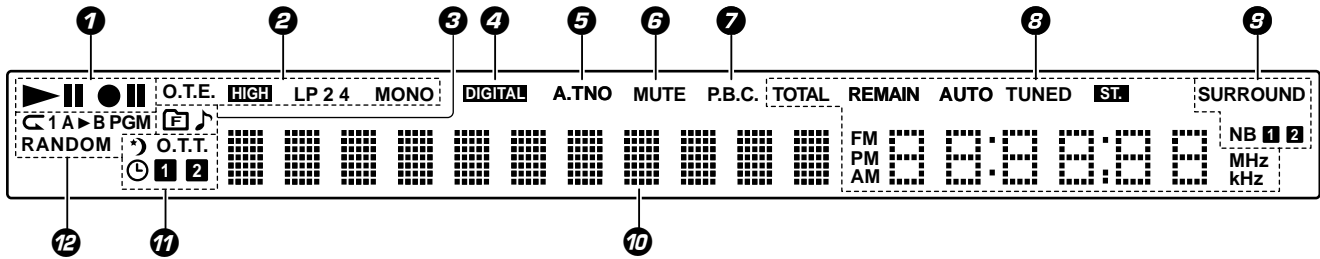 1 2 3 4 5 6 7 8 9
O.T.E. HIGH LP 2 4 MONO DIGITAL A.TNO MUTE P.B.C. TOTAL REMAIN AUTO TUNED ST. SURROUND
1 A►B PGM F
RANDOM O.T.T. FM NB 1 2
PM MHz
1 2 AM kHz
12 11 10